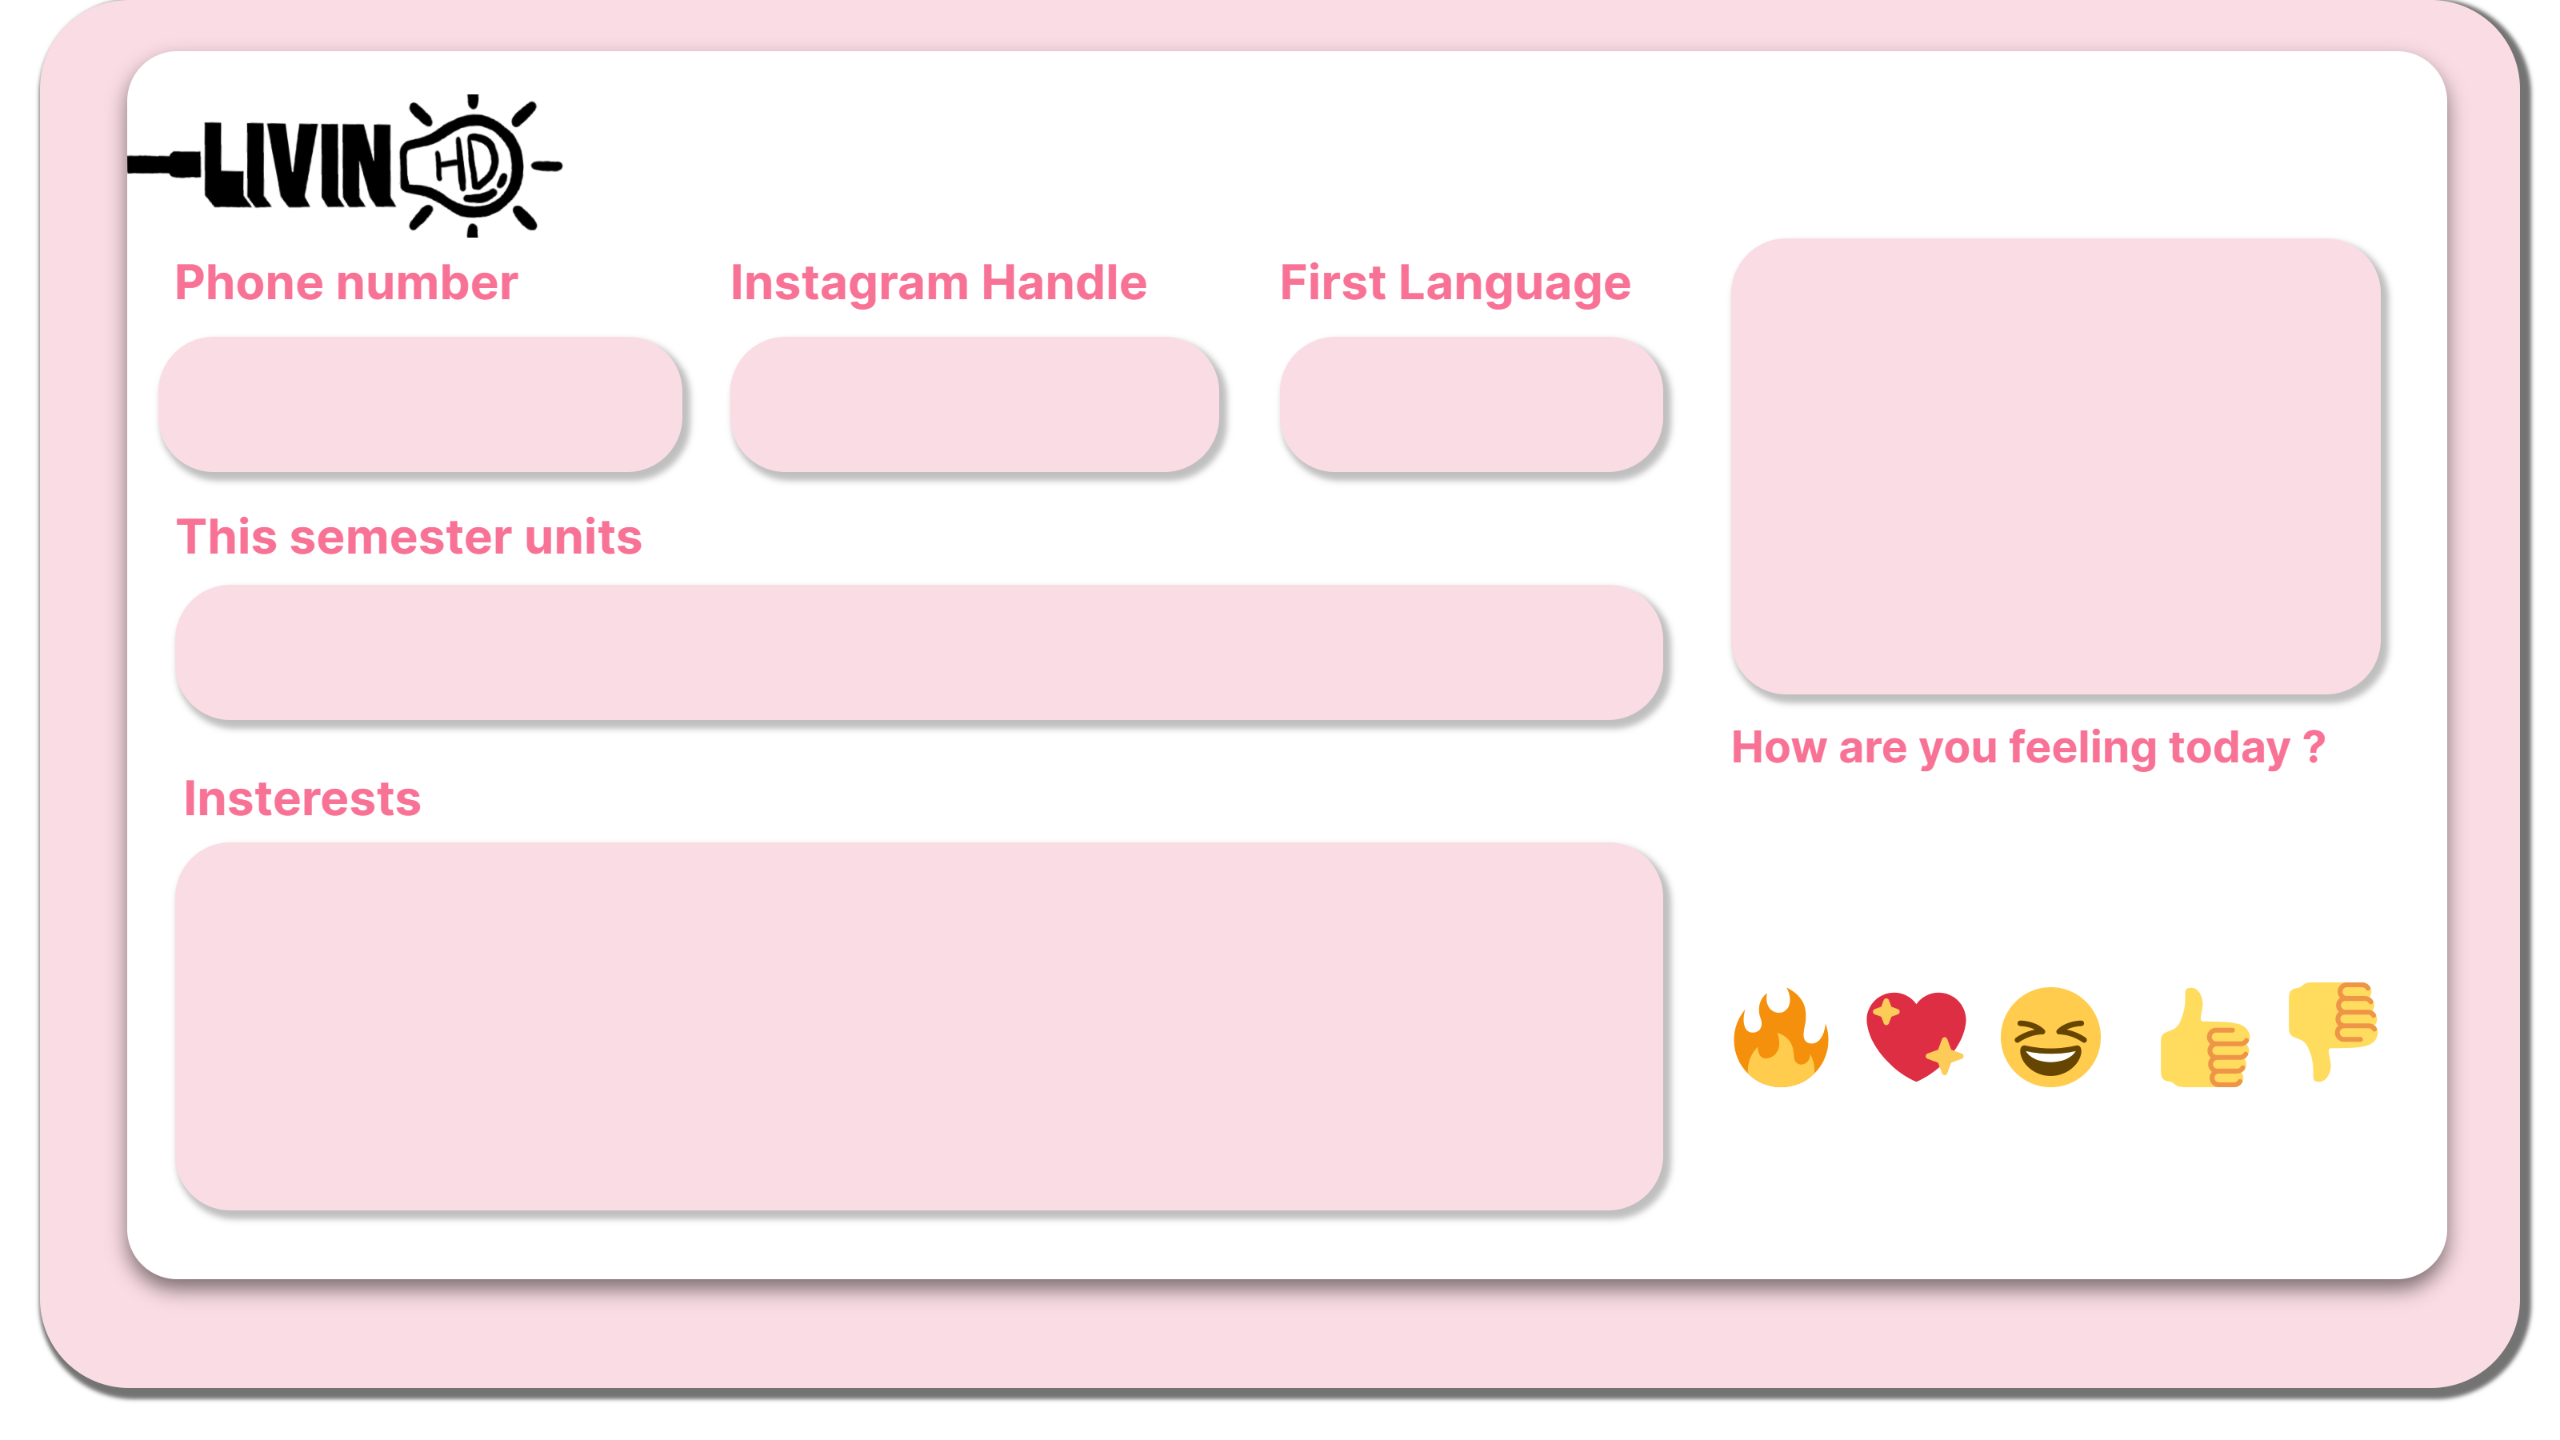 LIVIN HD
Phone number
Instagram Handle
First Language
This semester units
How are you feeling today ?
Insterests